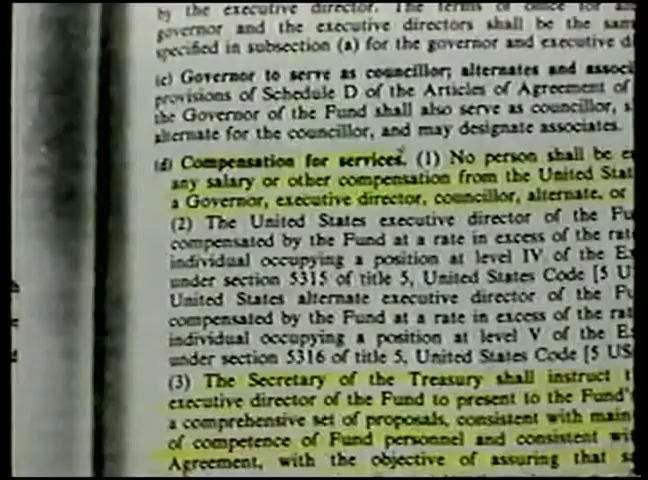 by the executive director. The terms of office for
governor and the executive directors shall be the sam
specified in subsection (a) for the governor and executive d
(c) Governor to serve as councillor; alternates and associ
provisions of Schedule D of the Articles of Agreement of
the Governor of the Fund shall also serve as councillor, s
alternate for the councillor, and may designate associates.
(d) Compensation for services. (1) No person shall be e
any salary or other compensation from the United Stat
a Governor, executive director, councillor, alternate, or
(2) The United States executive director of the Fu
compensated by the Fund at a rate in excess of the rat
individual occupying a position at level IV of the Ex
under section 5315 of title 5, United States Code [5 U
United States alternate executive director of the Fu
compensated by the Fund at a rate in excess of the rat
individual occupying a position at level V of the Ex
under section 5316 of title 5, United States Code [5 US
(3) The Secretary of the Treasury shall instruct t
executive director of the Fund to present to the Fund's
a comprehensive set of proposals, consistent with main
of competence of Fund personnel and consistent wi
Agreement, with the objective of assuring that sa